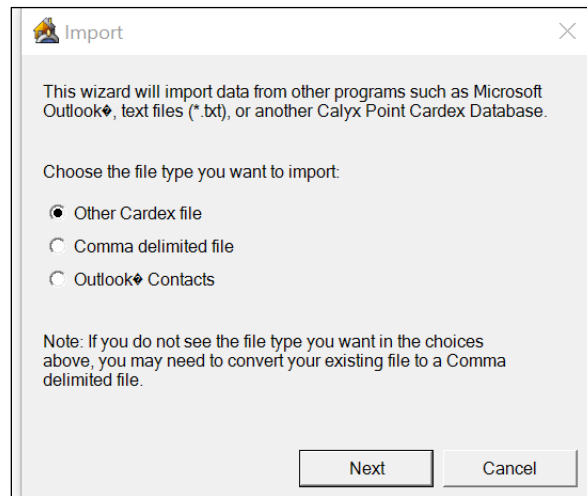 Import
This wizard will import data from other programs such as Microsoft
Outlook�, text files (*.txt), or another Calyx Point Cardex Database.
Choose the file type you want to import:
Other Cardex file
Comma delimited file
Outlook� Contacts
Note: If you do not see the file type you want in the choices
above, you may need to convert your existing file to a Comma
delimited file.
Next
Cancel